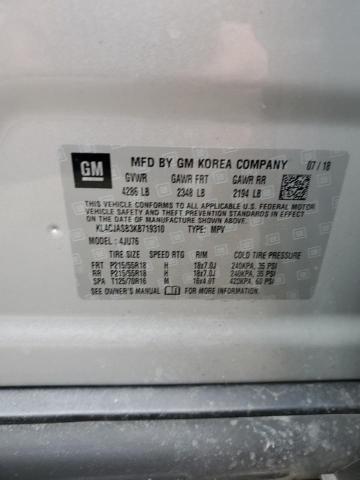 GM
MFD BY GM KOREA COMPANY 07/18
GVWR GAWR FRT GAWR RR
4286 LB 2348 LB 2194 LB
THIS VEHICLE CONFORMS TO ALL APPLICABLE U.S. FEDERAL MOTOR
VEHICLE SAFETY, BUMPER, AND THEFT PREVENTION STANDARDS
IN EFFECT ON THE DATE OF MANUFACTURE SHOWN ABOVE.
KL4CJASB3KB719310 TYPE: MPV
MODEL: 4JU76
TIRE SIZE SPEED RTG RIM COLD TIRE PRESSURE
FRT P215/55R18 H 18x7.0J 240KPA, 35 PSI
RR P215/55R18 H 18x7.0J 240KPA, 35 PSI
SPA T125/70R16 M 16x4.0T 420KPA, 60 PSI
SEE OWNER'S MANUAL FOR ADDITIONAL INFORMATION.